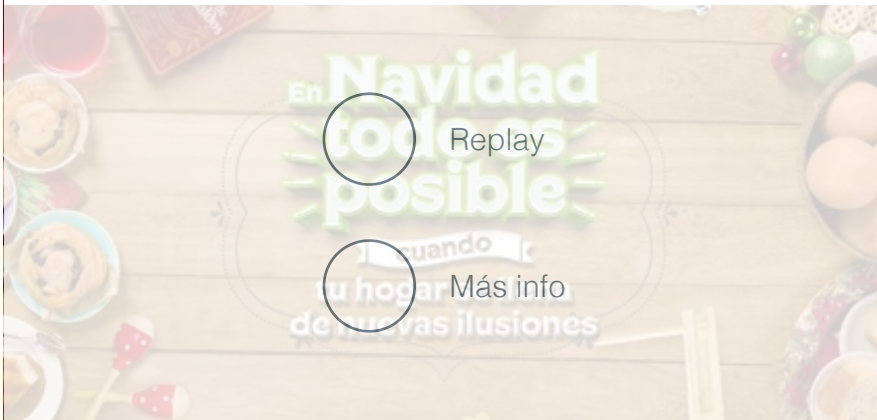 En Navidad
todo es
posible
cuando
tu hogar
de nuevas ilusiones
Replay
Más info